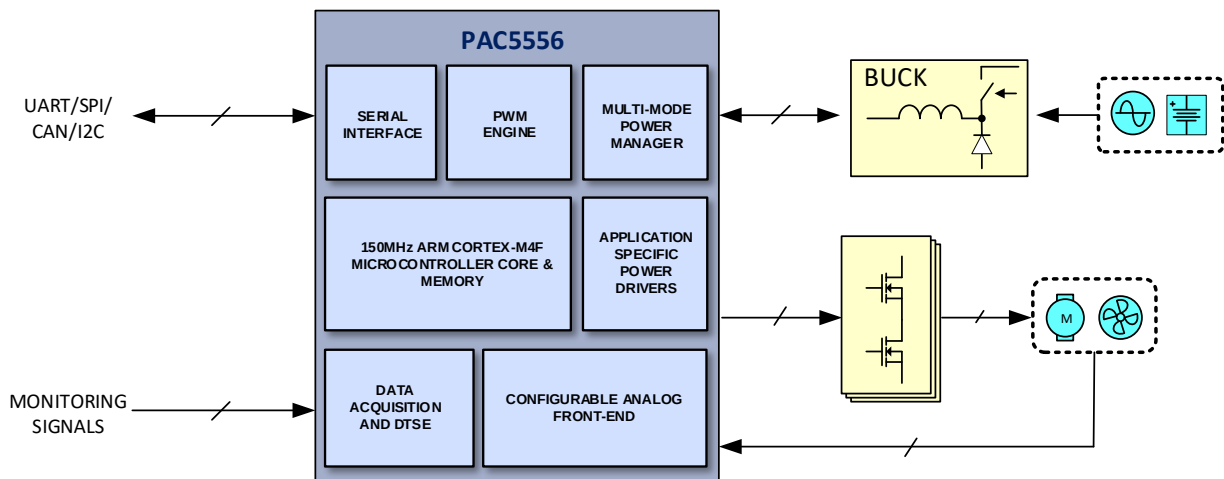 PAC5556
UART/SPI/
CAN/I2C
SERIAL
INTERFACE
PWM
ENGINE
MULTI-MODE
POWER
MANAGER
BUCK
+
150MHz ARM CORTEX-M4F
MICROCONTROLLER CORE &
MEMORY
APPLICATION
SPECIFIC
POWER
DRIVERS
M
MONITORING
SIGNALS
DATA
ACQUISITION
AND DTSE
CONFIGURABLE ANALOG
FRONT-END